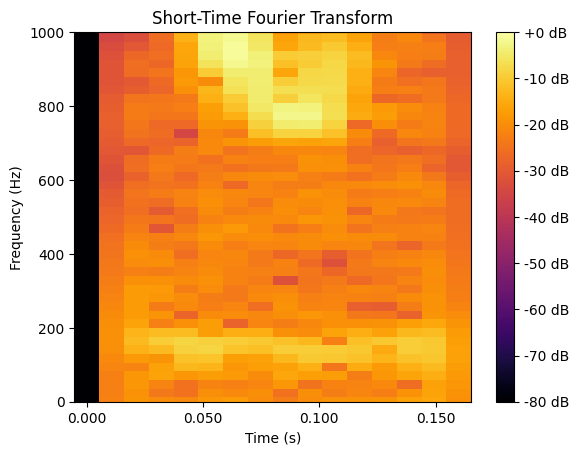 Short-Time Fourier Transform
1000
800
600
400
200
0
Frequency (Hz)
0.000
0.050
0.100
0.150
Time (s)
+0 dB
-10 dB
-20 dB
-30 dB
-40 dB
-50 dB
-60 dB
-70 dB
-80 dB